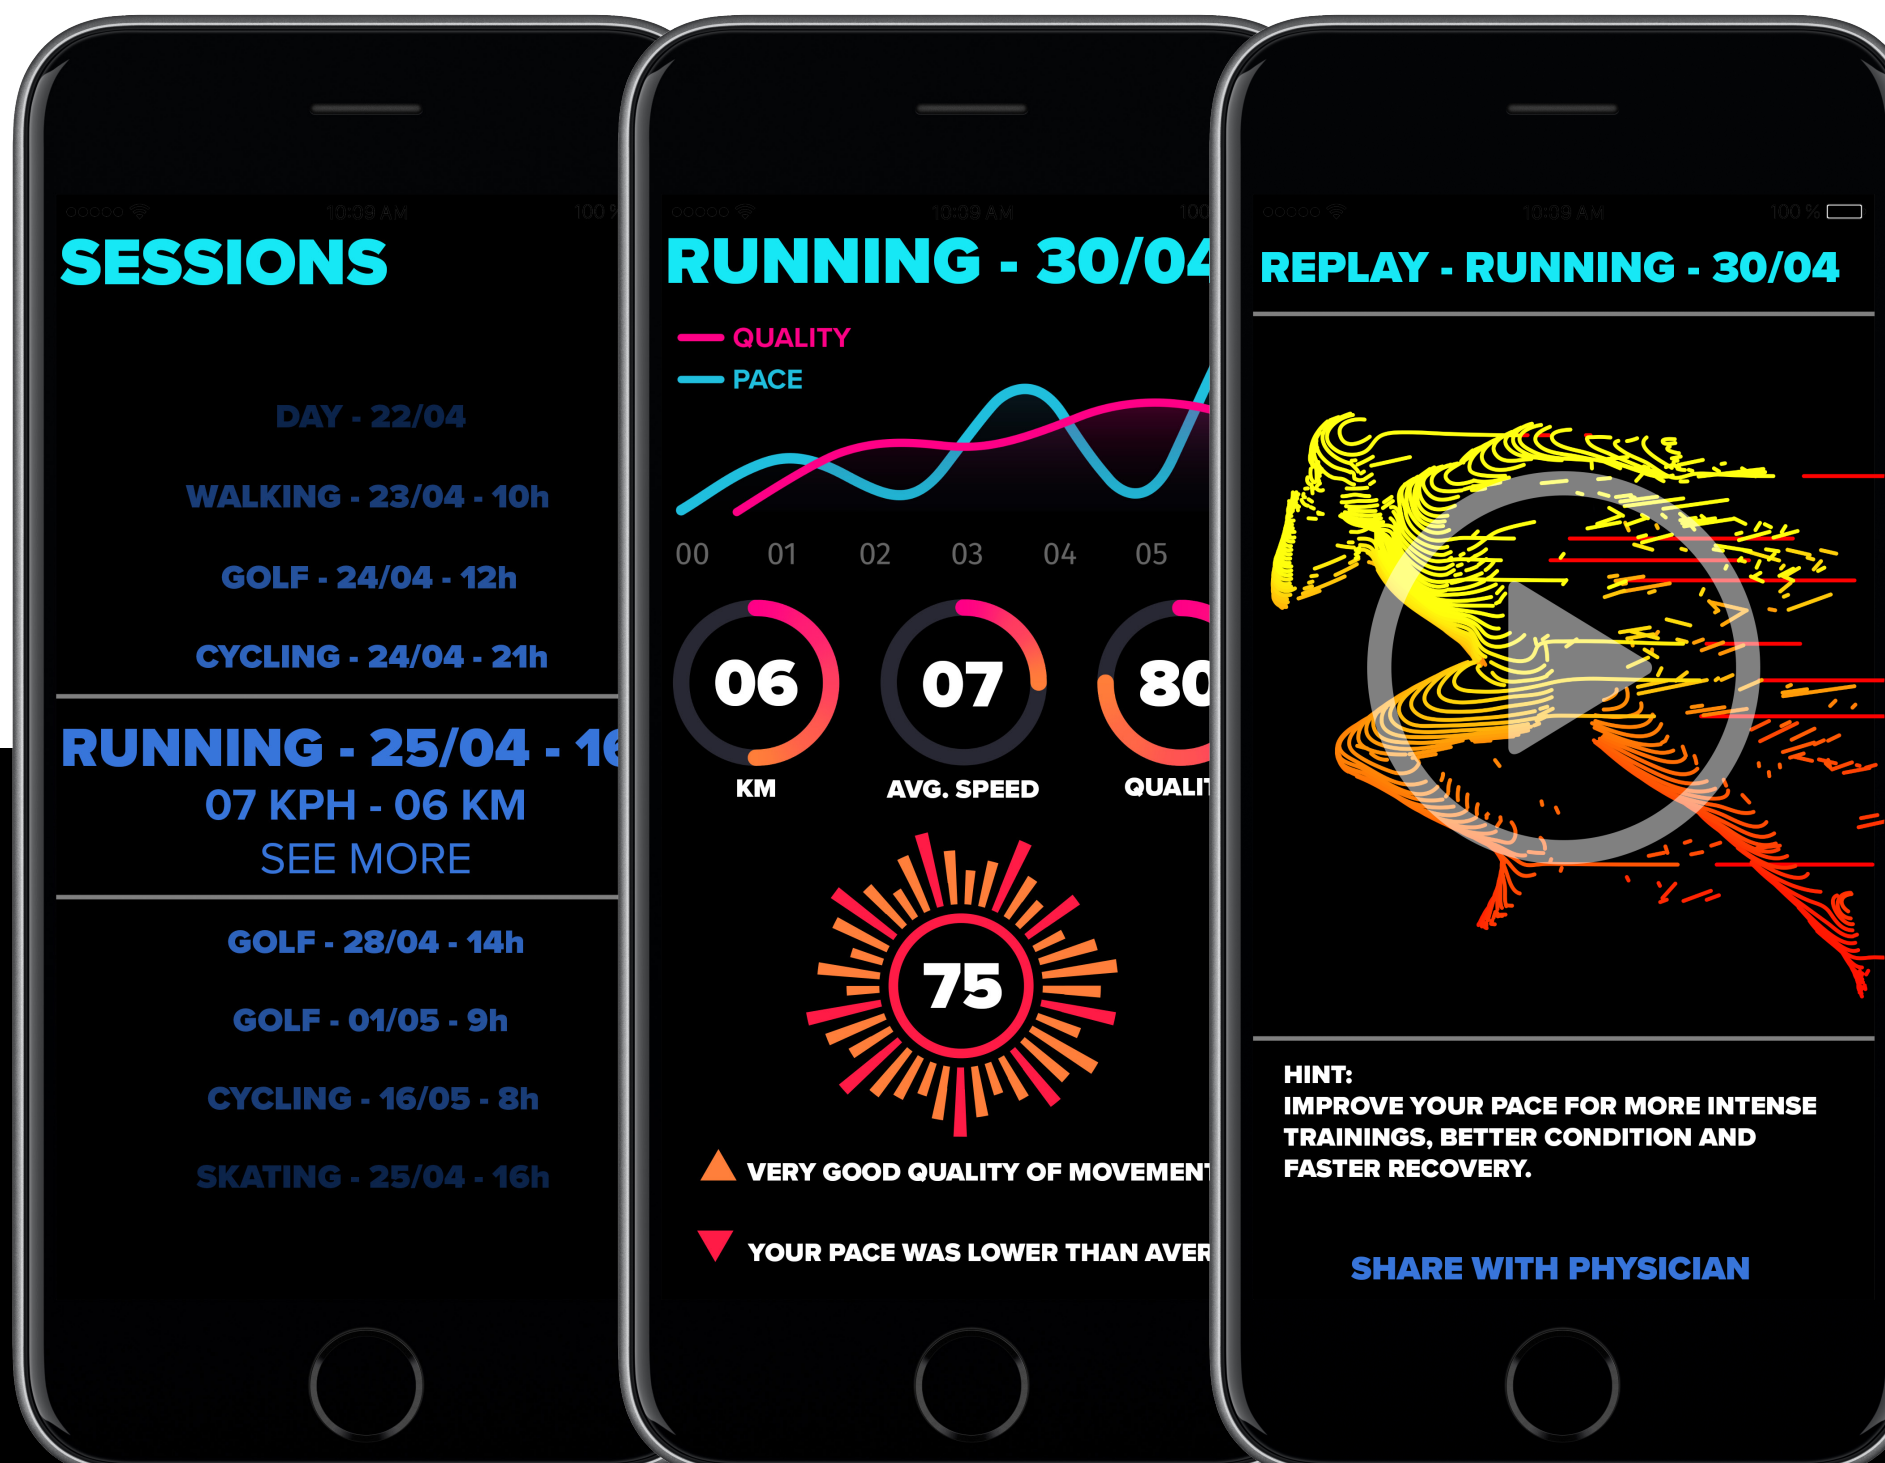 10:09 AM 100 %
SESSIONS
DAY - 22/04
WALKING - 23/04 - 10h
GOLF - 24/04 - 12h
CYCLING - 24/04 - 21h
RUNNING - 25/04 - 16
07 KPH - 06 KM
SEE MORE
GOLF - 28/04 - 14h
GOLF - 01/05 - 9h
CYCLING - 16/05 - 8h
SKATING - 25/04 - 16h
10:09 AM 100
RUNNING - 30/04
QUALITY
PACE
00 01 02 03 04 05
06 07 80
KM AVG. SPEED QUALIT
75
VERY GOOD QUALITY OF MOVEMENT
YOUR PACE WAS LOWER THAN AVER
10:09 AM 100 %
REPLAY - RUNNING - 30/04
HINT:
IMPROVE YOUR PACE FOR MORE INTENSE
TRAININGS, BETTER CONDITION AND
FASTER RECOVERY.
SHARE WITH PHYSICIAN